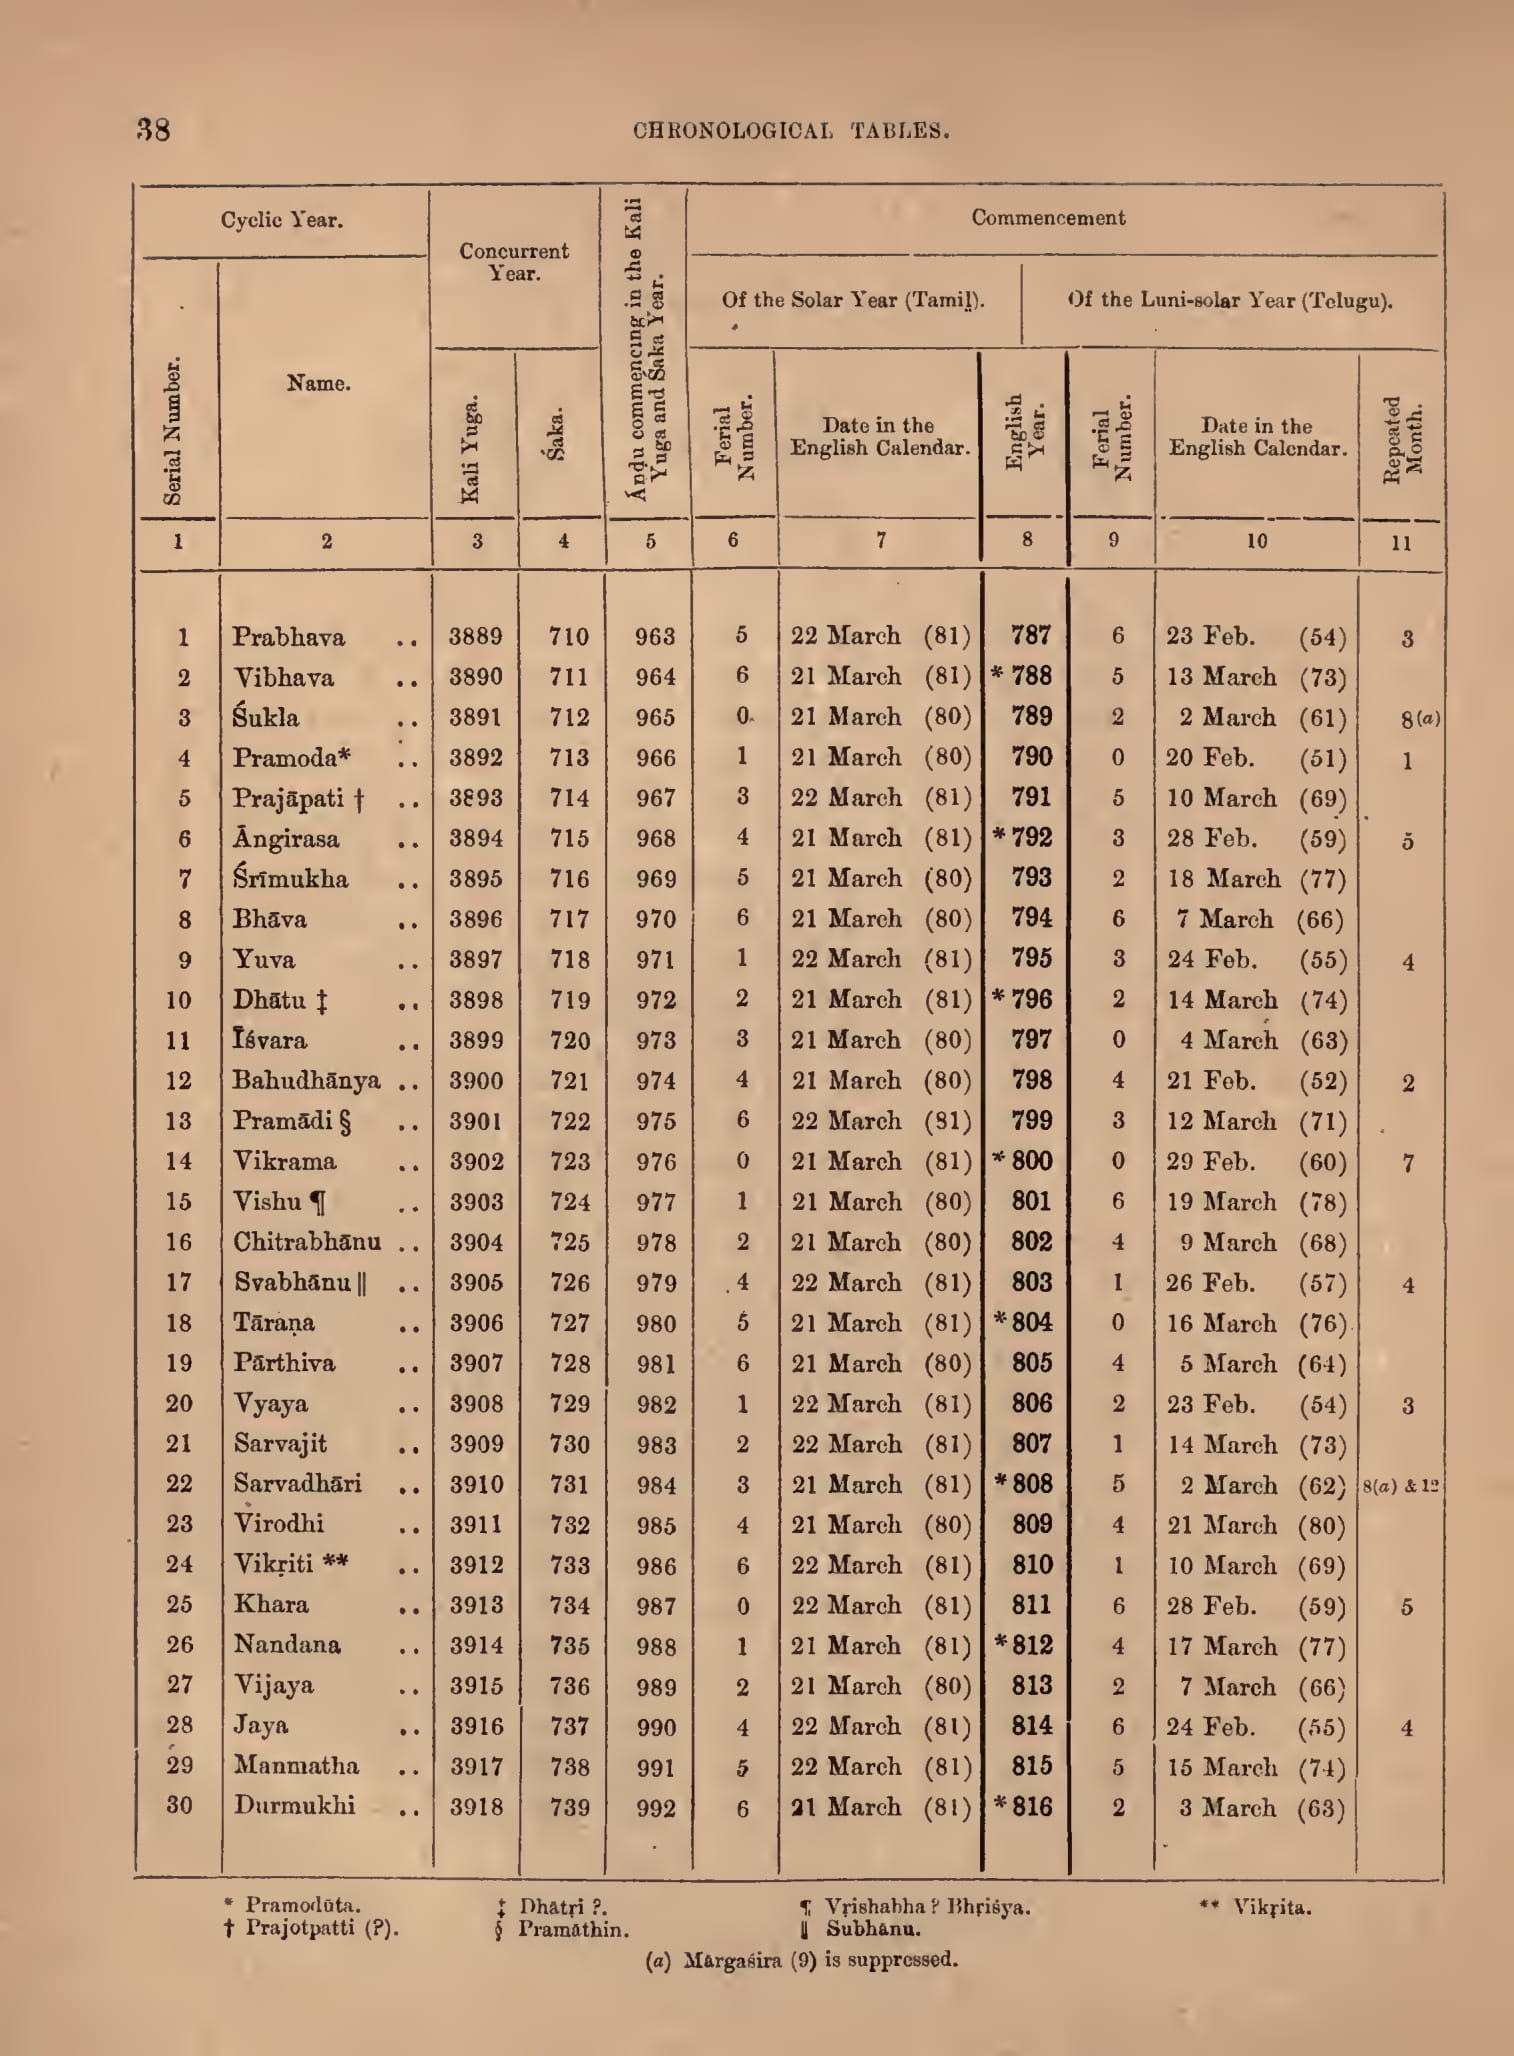 38
CHRONOLOGICAL TABLES.
Cyclic Year.
Concurrent Year.
Áṇḍu commencing in the Kali Yuga and Śaka Year.
Commencement
Of the Solar Year (Tamil̤).
Of the Luni-solar Year (Telugu).
Serial Number.
Name.
Kali Yuga.
Śaka.
Ferial Number.
Date in the English Calendar.
English Year.
Ferial Number.
Date in the English Calendar.
Repeated Month.
1 2 3 4 5 6 7 8 9 10 11
1 Prabhava .. 3889 710 963 5 22 March (81) 787 6 23 Feb. (54) 3
2 Vibhava .. 3890 711 964 6 21 March (81) * 788 5 13 March (73)
3 Śukla .. 3891 712 965 0 21 March (80) 789 2 2 March (61) 8(a)
4 Pramoda* .. 3892 713 966 1 21 March (80) 790 0 20 Feb. (51) 1
5 Prajāpati † .. 3893 714 967 3 22 March (81) 791 5 10 March (69)
6 Āngirasa .. 3894 715 968 4 21 March (81) * 792 3 28 Feb. (59) 5
7 Śrīmukha .. 3895 716 969 5 21 March (80) 793 2 18 March (77)
8 Bhāva .. 3896 717 970 6 21 March (80) 794 6 7 March (66)
9 Yuva .. 3897 718 971 1 22 March (81) 795 3 24 Feb. (55) 4
10 Dhātu ‡ .. 3898 719 972 2 21 March (81) * 796 2 14 March (74)
11 Īśvara .. 3899 720 973 3 21 March (80) 797 0 4 March (63)
12 Bahudhānya .. 3900 721 974 4 21 March (80) 798 4 21 Feb. (52) 2
13 Pramādi § .. 3901 722 975 6 22 March (81) 799 3 12 March (71)
14 Vikrama .. 3902 723 976 0 21 March (81) * 800 0 29 Feb. (60) 7
15 Vishu ¶ .. 3903 724 977 1 21 March (80) 801 6 19 March (78)
16 Chitrabhānu .. 3904 725 978 2 21 March (80) 802 4 9 March (68)
17 Svabhānu ‖ .. 3905 726 979 4 22 March (81) 803 1 26 Feb. (57) 4
18 Tāraṇa .. 3906 727 980 5 21 March (81) * 804 0 16 March (76)
19 Pārthiva .. 3907 728 981 6 21 March (80) 805 4 5 March (64)
20 Vyaya .. 3908 729 982 1 22 March (81) 806 2 23 Feb. (54) 3
21 Sarvajit .. 3909 730 983 2 22 March (81) 807 1 14 March (73)
22 Sarvadhāri .. 3910 731 984 3 21 March (81) * 808 5 2 March (62) 8(a) & 12
23 Virodhi .. 3911 732 985 4 21 March (80) 809 4 21 March (80)
24 Vikṛiti ** .. 3912 733 986 6 22 March (81) 810 1 10 March (69)
25 Khara .. 3913 734 987 0 22 March (81) 811 6 28 Feb. (59) 5
26 Nandana .. 3914 735 988 1 21 March (81) * 812 4 17 March (77)
27 Vijaya .. 3915 736 989 2 21 March (80) 813 2 7 March (66)
28 Jaya .. 3916 737 990 4 22 March (81) 814 6 24 Feb. (55) 4
29 Manmatha .. 3917 738 991 5 22 March (81) 815 5 15 March (74)
30 Durmukhi .. 3918 739 992 6 21 March (81) * 816 2 3 March (63)
* Pramodūta. ‡ Dhātṛi ?. ¶ Vṛishabha ? Bhṛiśya. ** Vikṛita.
† Prajotpatti (?). § Pramāthin. ‖ Subhānu.
(a) Mārgaśira (9) is suppressed.